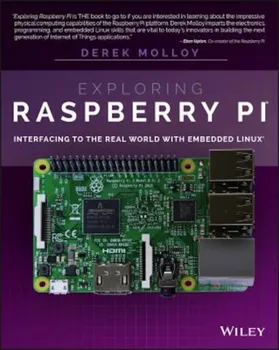 "Exploring Raspberry Pi is THE book to go to if you are interested in learning about the impressive
physical computing capabilities of the Raspberry Pi platform. Derek Molloy imparts the electronics,
programming, and embedded Linux skills that are vital to today's innovators in building the next
generation of Internet of Things applications."
—Eben Upton, Co-creator of the Raspberry Pi
DEREK MOLLOY
EXPLORING
RASPBERRY PI
INTERFACING TO THE REAL WORLD WITH EMBEDDED LINUX®
HDMI
WILEY